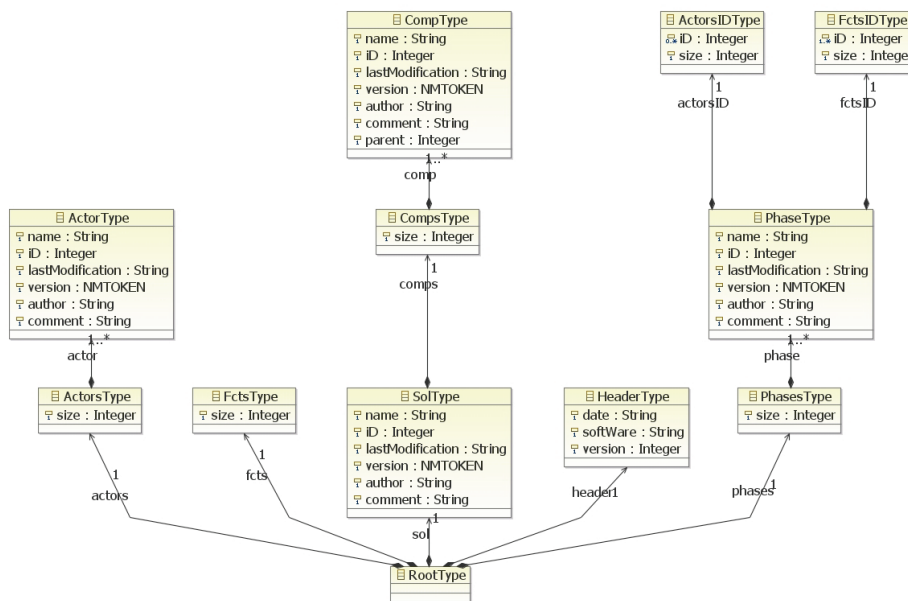 CompType
name : String
iD : Integer
lastModification : String
version : NMTOKEN
author : String
comment : String
parent : Integer
ActorsIDType
0..* iD : Integer
size : Integer
FctsIDType
1..* iD : Integer
size : Integer
1..*
comp
1
actorsID
1
fctsID
ActorType
name : String
iD : Integer
lastModification : String
version : NMTOKEN
author : String
comment : String
CompsType
size : Integer
PhaseType
name : String
iD : Integer
lastModification : String
version : NMTOKEN
author : String
comment : String
1
comps
1..*
actor
1..*
phase
ActorsType
size : Integer
FctsType
size : Integer
SolType
name : String
iD : Integer
lastModification : String
version : NMTOKEN
author : String
comment : String
HeaderType
date : String
softWare : String
version : Integer
PhasesType
size : Integer
1
actors
1
fcts
1
sol
header1
phases1
RootType